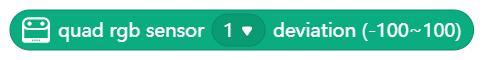 quad rgb sensor 1 deviation (-100~100)